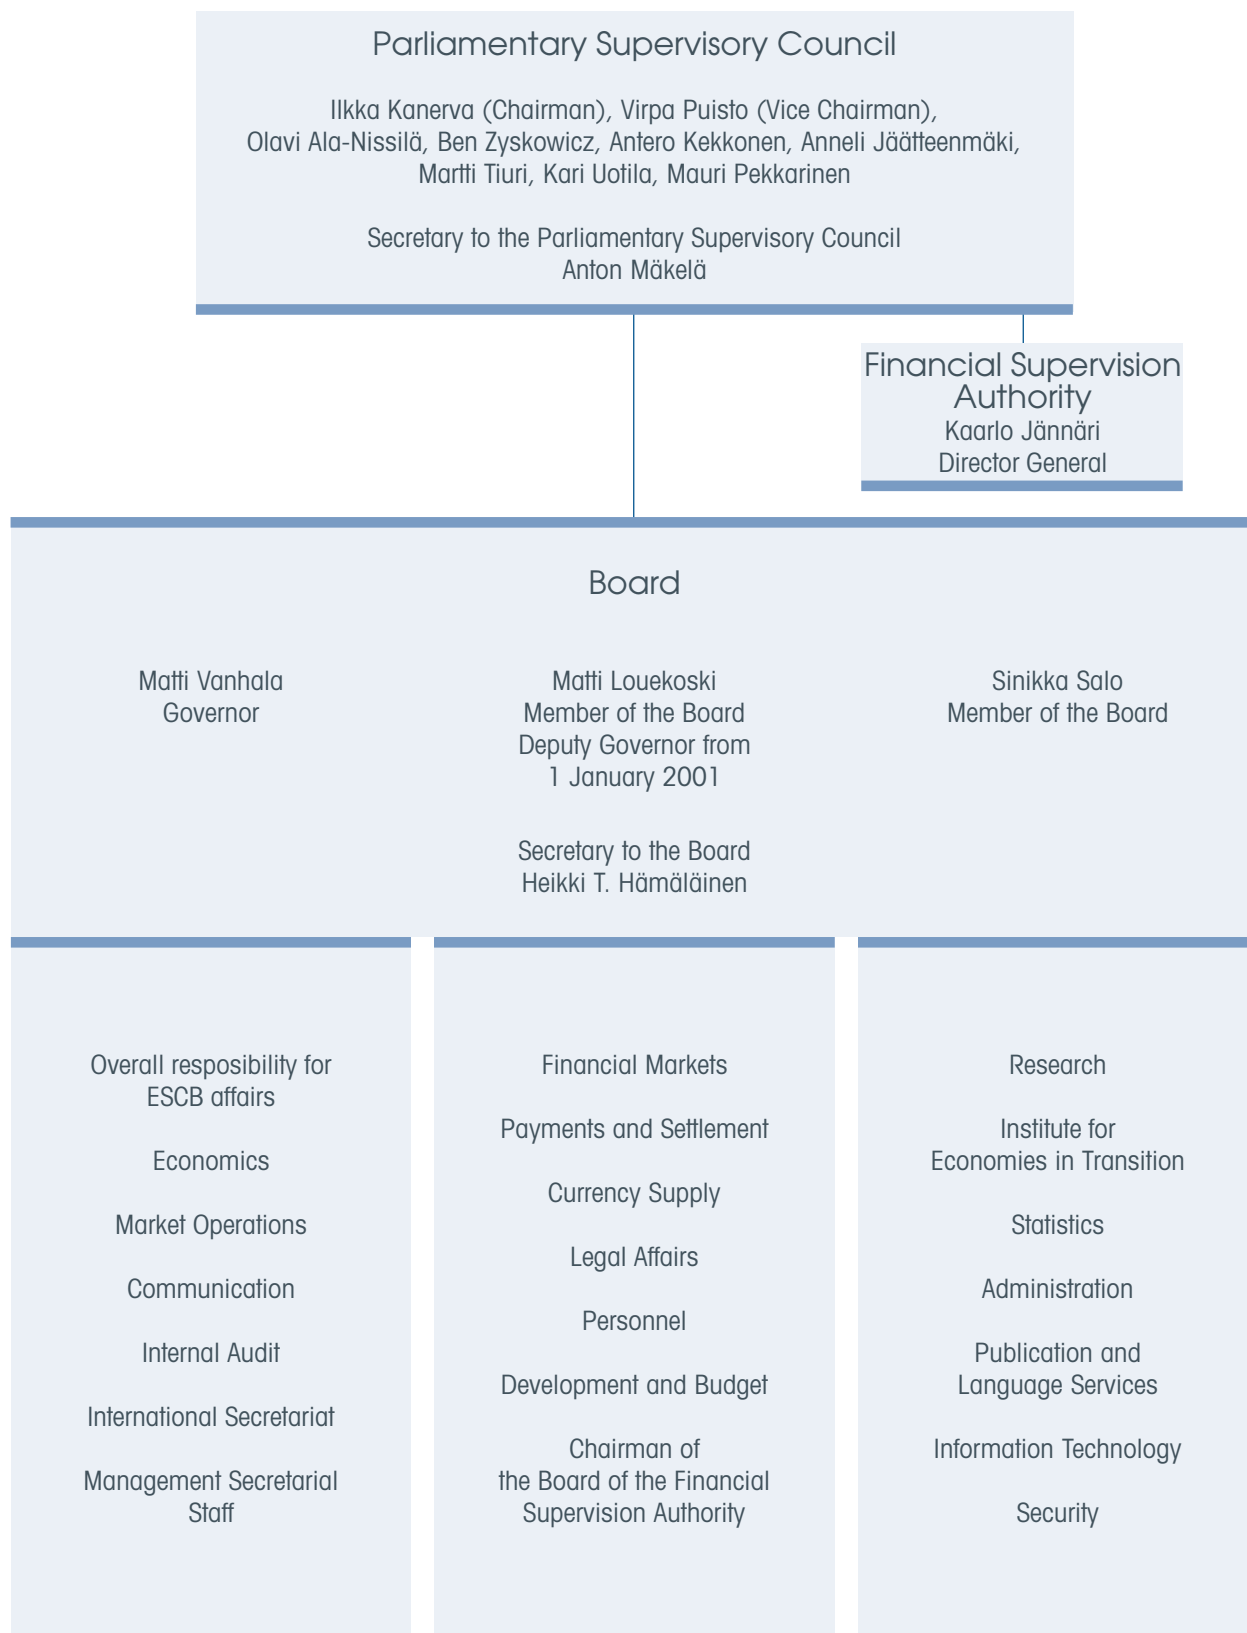 Parliamentary Supervisory Council
Ilkka Kanerva (Chairman), Virpa Puisto (Vice Chairman),
Olavi Ala-Nissilä, Ben Zyskowicz, Antero Kekkonen, Anneli Jäätteenmäki,
Martti Tiuri, Kari Uotila, Mauri Pekkarinen
Secretary to the Parliamentary Supervisory Council
Anton Mäkelä
Financial Supervision
Authority
Kaarlo Jännäri
Director General
Board
Matti Vanhala
Governor
Matti Louekoski
Member of the Board
Deputy Governor from
1 January 2001
Sinikka Salo
Member of the Board
Secretary to the Board
Heikki T. Hämäläinen
Overall resposibility for
ESCB affairs
Economics
Market Operations
Communication
Internal Audit
International Secretariat
Management Secretarial
Staff
Financial Markets
Payments and Settlement
Currency Supply
Legal Affairs
Personnel
Development and Budget
Chairman of
the Board of the Financial
Supervision Authority
Research
Institute for
Economies in Transition
Statistics
Administration
Publication and
Language Services
Information Technology
Security